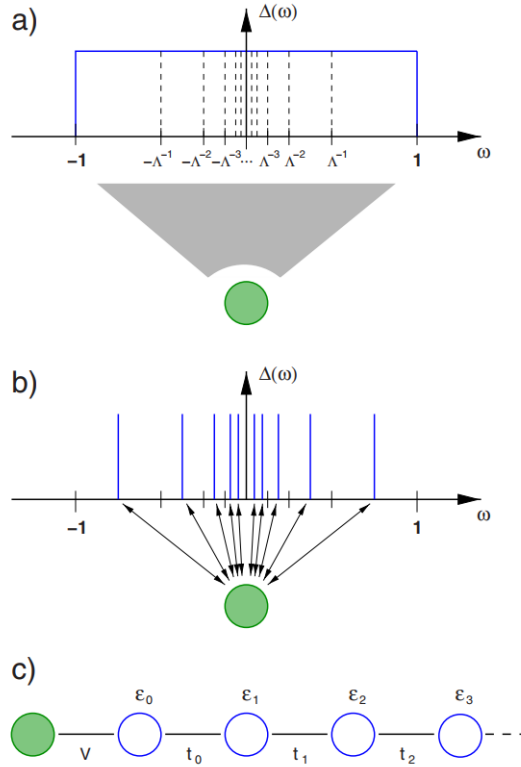 a)
Δ(ω)
−1 −Λ⁻¹ −Λ⁻² −Λ⁻³ ... Λ⁻³ Λ⁻² Λ⁻¹ 1 ω
b)
Δ(ω)
−1 1 ω
c)
ε₀ ε₁ ε₂ ε₃
V t₀ t₁ t₂